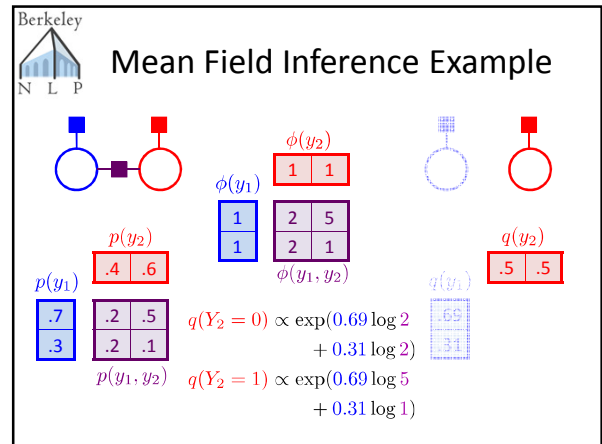 Berkeley
N L P
Mean Field Inference Example
ϕ(y₂)
1 1
ϕ(y₁)
1
1
2 5
2 1
ϕ(y₁, y₂)
p(y₂)
.4 .6
p(y₁)
.7
.3
.2 .5
.2 .1
p(y₁, y₂)
q(y₂)
.5 .5
q(y₁)
.69
.31
q(Y₂ = 0) ∝ exp(0.69 log 2
+ 0.31 log 2)
q(Y₂ = 1) ∝ exp(0.69 log 5
+ 0.31 log 1)